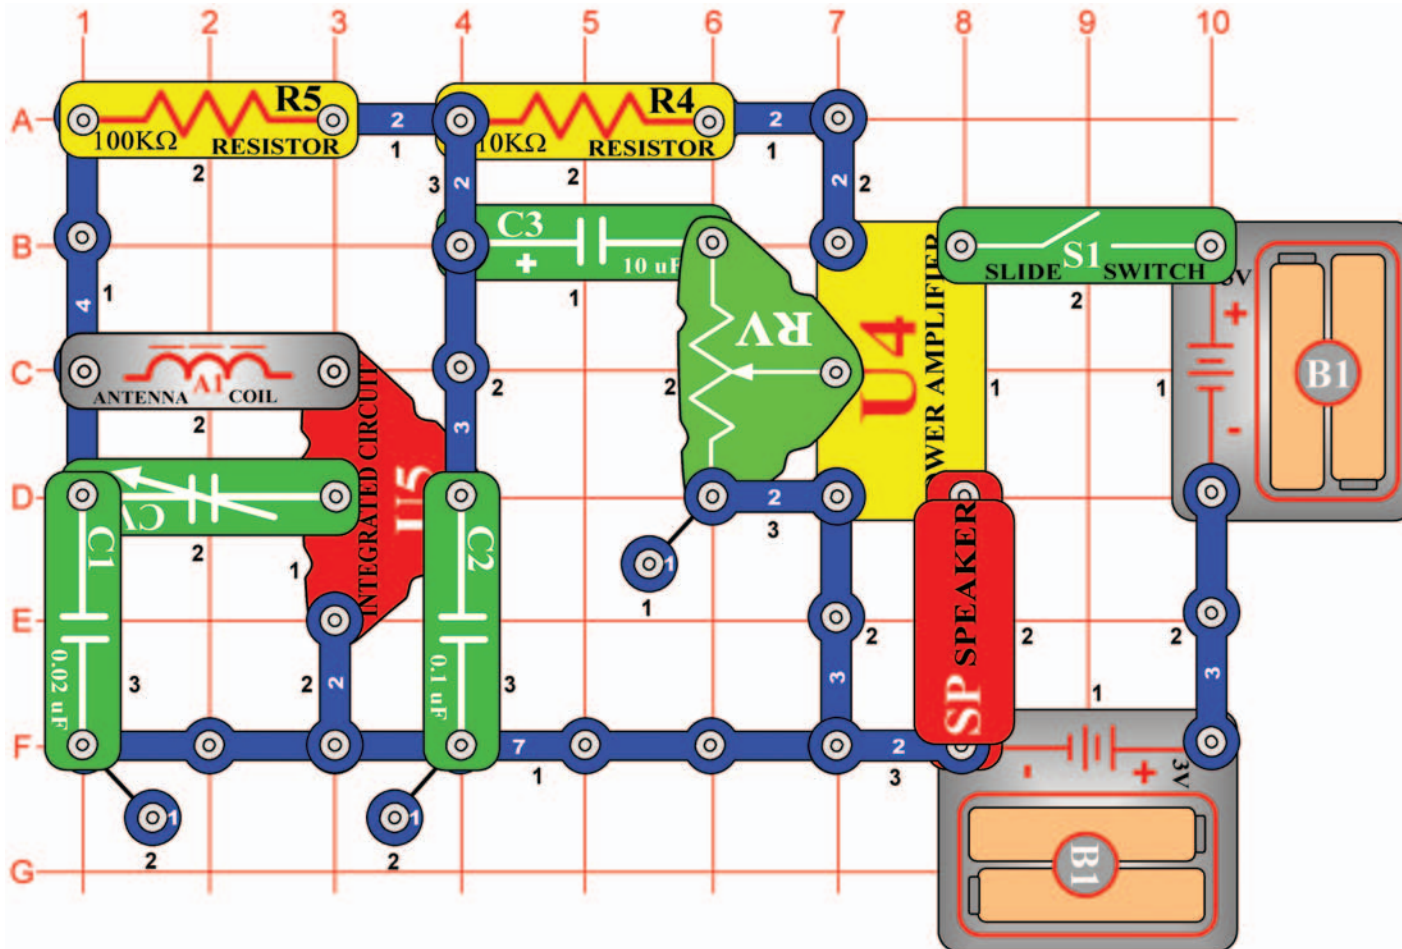 1 2 3 4 5 6 7 8 9 10
A
R5
100KΩ RESISTOR
2
2
1
R4
10KΩ RESISTOR
2
2
1
3
2
2
2
B
C3
+
10 uF
1
S1
SLIDE SWITCH
2
3V
+
-
B1
1
4
1
C
A1
ANTENNA COIL
2
2
3
RV
2
U4
POWER AMPLIFIER
1
D
CV
2
U5
INTEGRATED CIRCUIT
1
C1
0.02 uF
3
C2
0.1 uF
3
2
3
1
1
SP SPEAKER
2
E
2
2
3
2
3
F
7
1
2
3
1
2
1
2
1
-
+
3V
B1
G